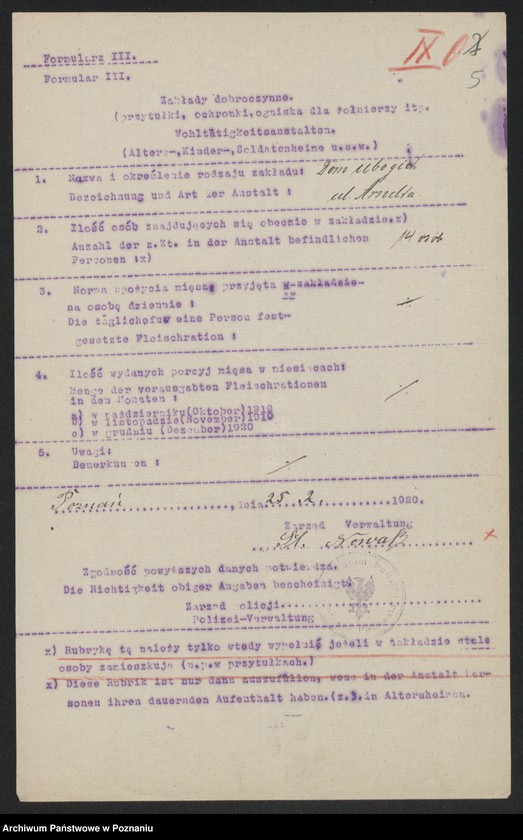 Formularz III.
IX
5
Formular III.
Zakłady dobroczynne.
(przytułki, ochronki, ogniska dla żołnierzy itp.
Wohltätigkeitsanstalten.
(Alters-, Kinder-, Soldatenheime u.s.w.)
1. Nazwa i określenie rodzaju zakładu: Dom Ubogich
Bezeichnung und Art der Anstalt : ul
2. Ilość osób znajdujących się obecnie w zakładzie.x)
Anzahl der z.Zt. in der Anstalt befindlichen 14 osób
Personen :x)
3. Norma spożycia mięsa przyjęta w zakładzie
na osobę dziennie :
Die täglichefur eine Person fest-
gesetzte Fleischration :
4. Ilość wydanych porcyj mięsa w miesiącach:
Menge der verausgabten Fleischrationen
in den Monaten :
a) w październiku(Oktober)1919
b) w listopadzie(November)1919
c) w grudniu (Dezember)1920
5. Uwagi:
Bemerkungen :
Poznań, dnia 25 2, 1920.
Zarząd Verwaltung
St. Nowak x
Zgodność powyższych danych potwierdza.
Die Richtigkeit obiger Angaben bescheinigt.
Zarząd policji.
Polizei-Verwaltung
x) Rubrykę tę należy tylko wtedy wypełnić jeżeli w zakładzie stale
osoby zamieszkują (n.p.w przytułkach.)
x) Diese Rubrik ist nur dann auszufüllen, wenn in der Anstalt Per-
sonen ihren dauernden Aufenthalt haben.(z.B.in Altersheimen.
Archiwum Państwowe w Poznaniu